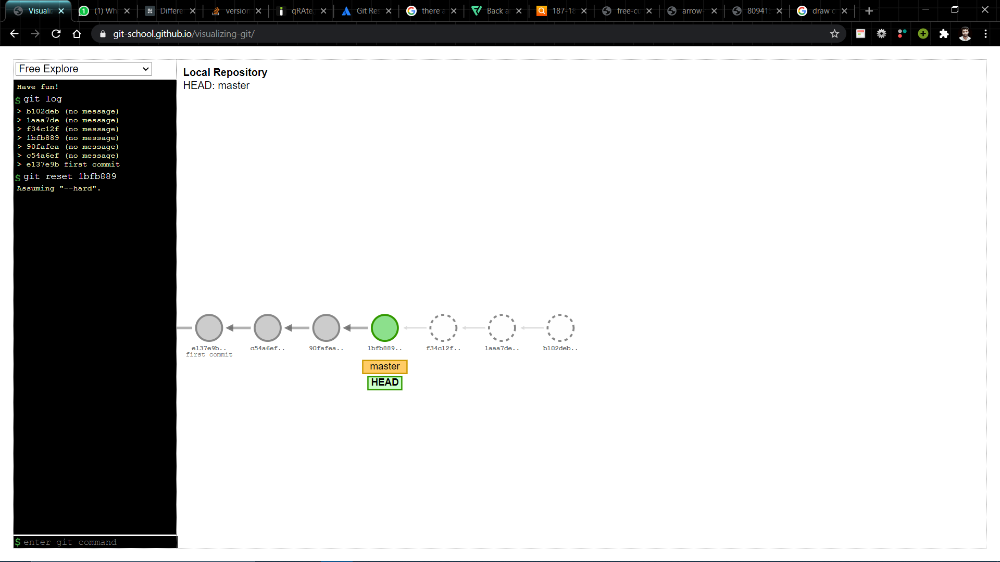 Visuali
(1) Wh
Differe
version
qRAte
Git Res
there a
Back a
187-18
free-cu
arrow-
80941
draw c
git-school.github.io/visualizing-git/
Free Explore
Have fun!
$ git log
> b102deb (no message)
> 1aaa7de (no message)
> f34c12f (no message)
> 1bfb889 (no message)
> 90fafea (no message)
> c54a6ef (no message)
> e137e9b first commit
$ git reset 1bfb889
Assuming "--hard".
$ enter git command
Local Repository
HEAD: master
e137e9b.. c54a6ef.. 90fafea.. 1bfb889.. f34c12f.. 1aaa7de.. b102deb..
first commit
master
HEAD